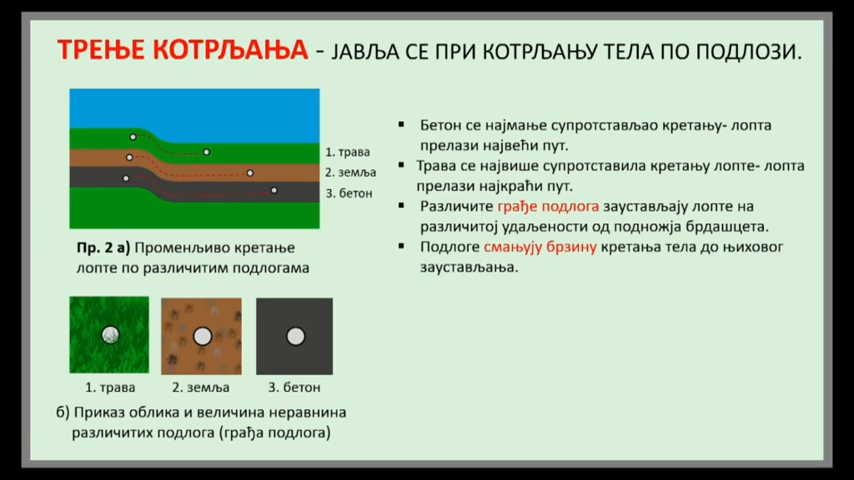 ТРЕЊЕ КОТРЉАЊА - ЈАВЉА СЕ ПРИ КОТРЉАЊУ ТЕЛА ПО ПОДЛОЗИ.
1. трава
2. земља
3. бетон
Пр. 2 а) Променљиво кретање
лопте по различитим подлогама
1. трава
2. земља
3. бетон
б) Приказ облика и величина неравнина
различитих подлога (грађа подлога)
▪ Бетон се најмање супротстављао кретању- лопта
прелази највећи пут.
▪ Трава се највише супротставила кретању лопте- лопта
прелази најкраћи пут.
▪ Различите грађе подлога заустављају лопте на
различитој удаљености од подножја брдашцета.
▪ Подлоге смањују брзину кретања тела до њиховог
заустављања.